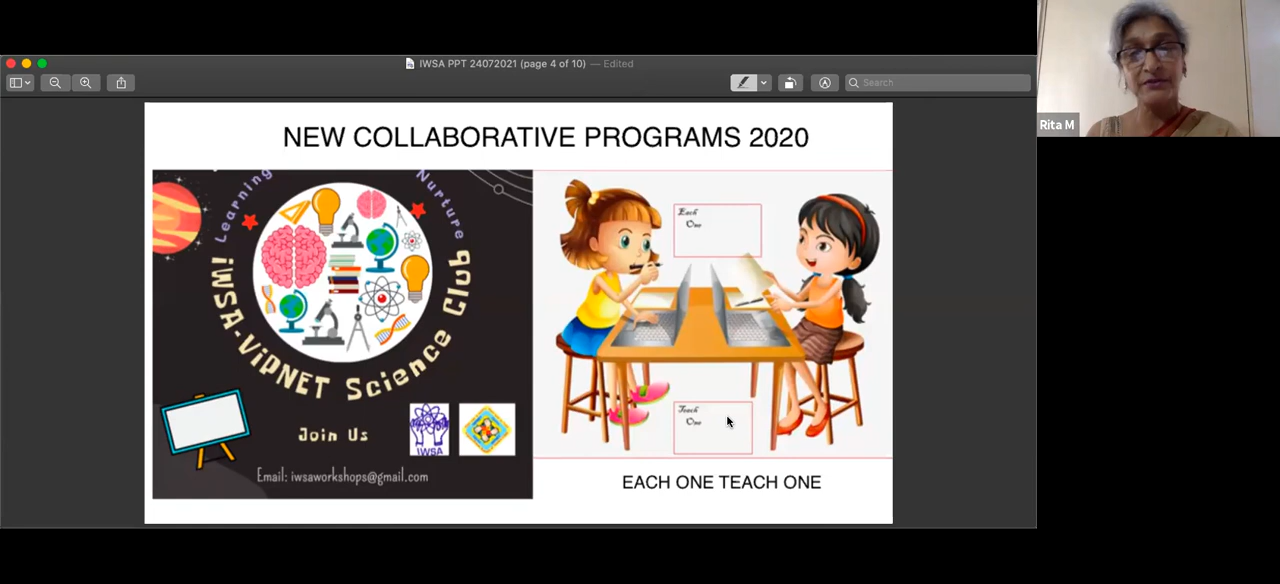 IWSA PPT 24072021 (page 4 of 10) — Edited
Search
Rita M
NEW COLLABORATIVE PROGRAMS 2020
Learning Nurture
iWSA-ViPNET Science Club
Join Us
IWSA
Email: iwsaworkshops@gmail.com
Each
One
Teach
One
EACH ONE TEACH ONE